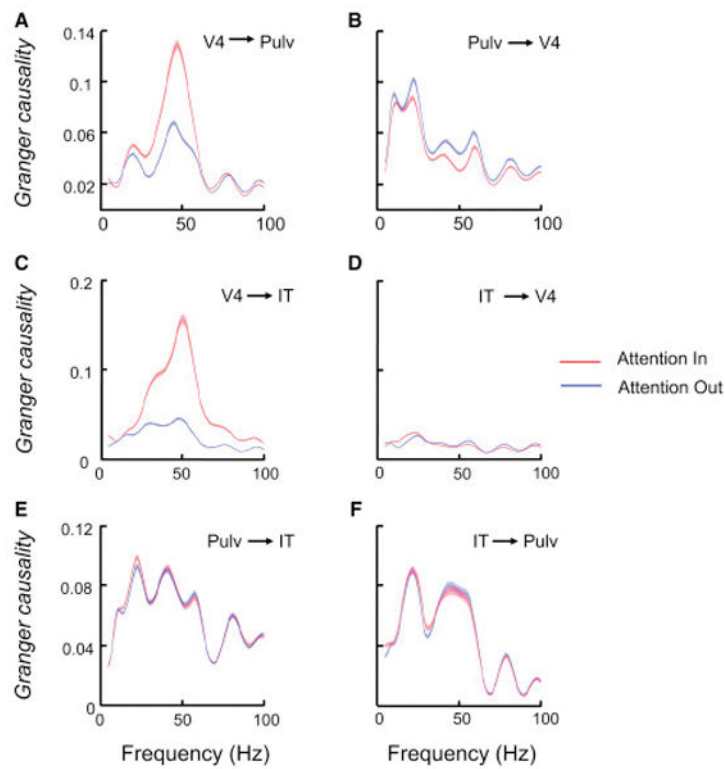 A
V4 → Pulv
B
Pulv → V4
Granger causality
0.14
0.1
0.06
0.02
0
50
100
0
50
100
C
V4 → IT
D
IT → V4
Granger causality
0.2
0.1
0
0
50
100
0
50
100
Attention In
Attention Out
E
Pulv → IT
F
IT → Pulv
Granger causality
0.12
0.08
0.04
0
0
50
100
0
50
100
Frequency (Hz)
Frequency (Hz)